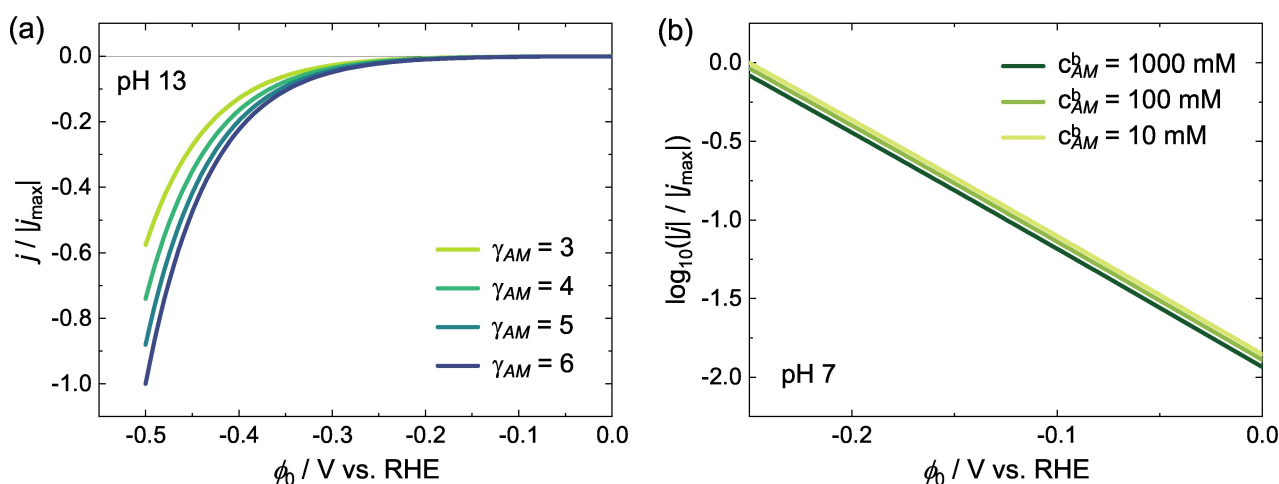 (a)
0.0
-0.2
-0.4
-0.6
-0.8
-1.0
j / |jmax|
pH 13
γAM = 3
γAM = 4
γAM = 5
γAM = 6
-0.5 -0.4 -0.3 -0.2 -0.1 0.0
ϕ0 / V vs. RHE
(b)
0.0
-0.5
-1.0
-1.5
-2.0
log10(|j| / |jmax|)
cbAM = 1000 mM
cbAM = 100 mM
cbAM = 10 mM
pH 7
-0.2 -0.1 0.0
ϕ0 / V vs. RHE